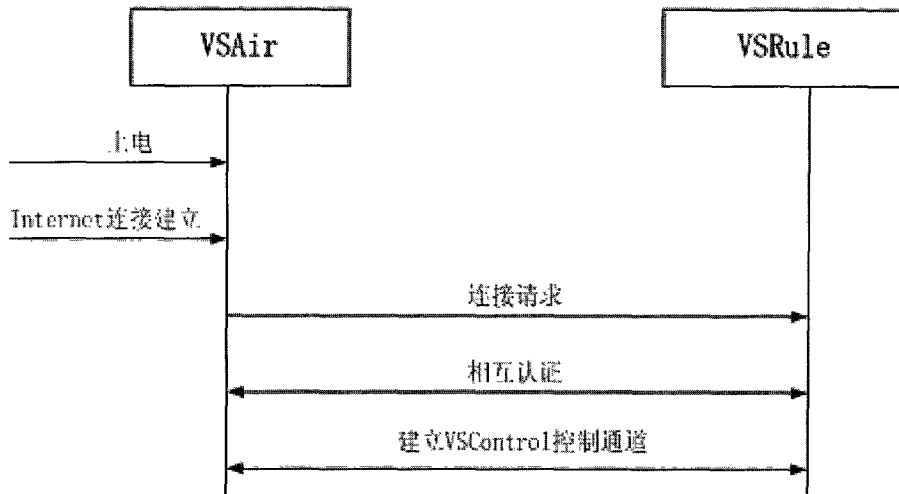 VSAir
VSRule
上电
Internet连接建立
连接请求
相互认证
建立VSControl控制通道